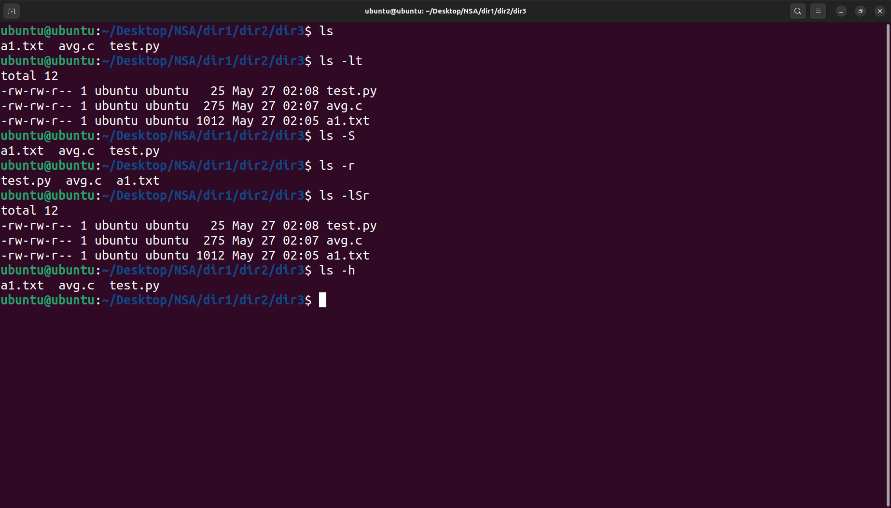 ubuntu@ubuntu: ~/Desktop/NSA/dir1/dir2/dir3
ubuntu@ubuntu:~/Desktop/NSA/dir1/dir2/dir3$ ls
a1.txt  avg.c  test.py
ubuntu@ubuntu:~/Desktop/NSA/dir1/dir2/dir3$ ls -lt
total 12
-rw-rw-r-- 1 ubuntu ubuntu   25 May 27 02:08 test.py
-rw-rw-r-- 1 ubuntu ubuntu  275 May 27 02:07 avg.c
-rw-rw-r-- 1 ubuntu ubuntu 1012 May 27 02:05 a1.txt
ubuntu@ubuntu:~/Desktop/NSA/dir1/dir2/dir3$ ls -S
a1.txt  avg.c  test.py
ubuntu@ubuntu:~/Desktop/NSA/dir1/dir2/dir3$ ls -r
test.py  avg.c  a1.txt
ubuntu@ubuntu:~/Desktop/NSA/dir1/dir2/dir3$ ls -lSr
total 12
-rw-rw-r-- 1 ubuntu ubuntu   25 May 27 02:08 test.py
-rw-rw-r-- 1 ubuntu ubuntu  275 May 27 02:07 avg.c
-rw-rw-r-- 1 ubuntu ubuntu 1012 May 27 02:05 a1.txt
ubuntu@ubuntu:~/Desktop/NSA/dir1/dir2/dir3$ ls -h
a1.txt  avg.c  test.py
ubuntu@ubuntu:~/Desktop/NSA/dir1/dir2/dir3$